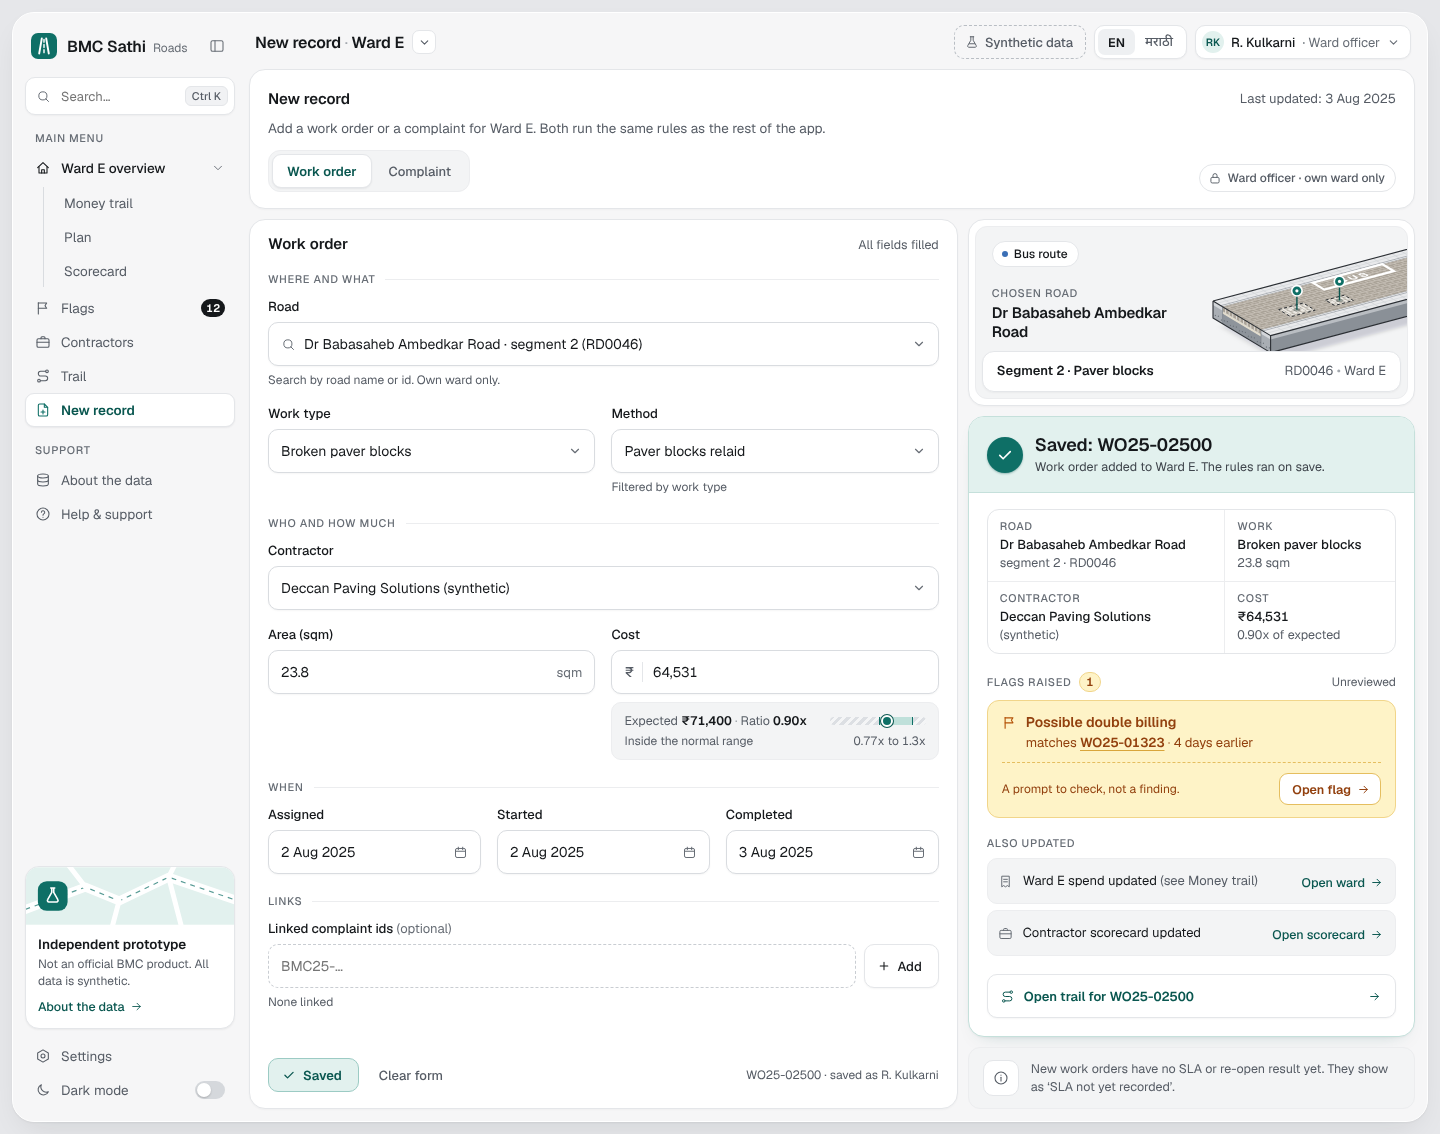 BMC Sathi Roads
Search...
Ctrl K
MAIN MENU
Ward E overview
Money trail
Plan
Scorecard
Flags
12
Contractors
Trail
New record
SUPPORT
About the data
Help & support
Independent prototype
Not an official BMC product. All
data is synthetic.
About the data →
Settings
Dark mode
New record · Ward E
Synthetic data
EN
मराठी
RK
R. Kulkarni · Ward officer
New record
Last updated: 3 Aug 2025
Add a work order or a complaint for Ward E. Both run the same rules as the rest of the app.
Work order
Complaint
Ward officer · own ward only
Work order
All fields filled
WHERE AND WHAT
Road
Dr Babasaheb Ambedkar Road · segment 2 (RD0046)
Search by road name or id. Own ward only.
Work type
Method
Broken paver blocks
Paver blocks relaid
Filtered by work type
WHO AND HOW MUCH
Contractor
Deccan Paving Solutions (synthetic)
Area (sqm)
Cost
23.8
sqm
₹
64,531
Expected ₹71,400 · Ratio 0.90x
Inside the normal range
0.77x to 1.3x
WHEN
Assigned
Started
Completed
2 Aug 2025
2 Aug 2025
3 Aug 2025
LINKS
Linked complaint ids (optional)
BMC25-...
+ Add
None linked
Saved
Clear form
WO25-02500 · saved as R. Kulkarni
Bus route
CHOSEN ROAD
Dr Babasaheb Ambedkar
Road
Segment 2 · Paver blocks
RD0046 • Ward E
Saved: WO25-02500
Work order added to Ward E. The rules ran on save.
ROAD
Dr Babasaheb Ambedkar Road
segment 2 · RD0046
WORK
Broken paver blocks
23.8 sqm
CONTRACTOR
Deccan Paving Solutions
(synthetic)
COST
₹64,531
0.90x of expected
FLAGS RAISED
1
Unreviewed
Possible double billing
matches WO25-01323 · 4 days earlier
A prompt to check, not a finding.
Open flag →
ALSO UPDATED
Ward E spend updated (see Money trail)
Open ward →
Contractor scorecard updated
Open scorecard →
Open trail for WO25-02500
→
New work orders have no SLA or re-open result yet. They show
as ‘SLA not yet recorded’.